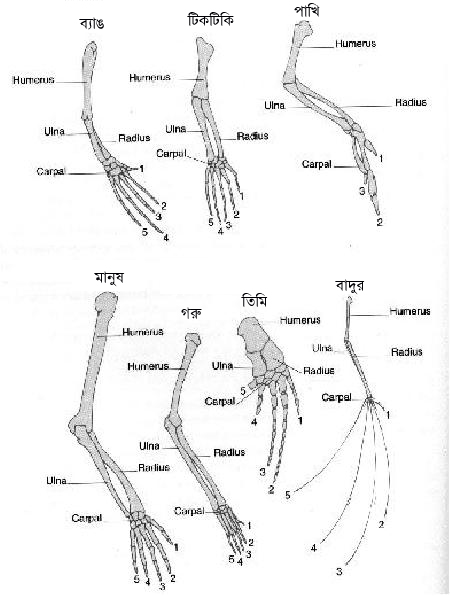 ব্যাঙ
Humerus
Ulna
Radius
Carpal
1
2
3
4
5
টিকটিকি
Humerus
Ulna
Radius
Carpal
1
2
3
4
5
পাখি
Humerus
Ulna
Radius
Carpal
1
3
2
মানুষ
Humerus
Radius
Ulna
Carpal
1
2
3
4
5
গরু
Humerus
Ulna
Radius
Carpal
1
2
3
4
5
তিমি
Humerus
Ulna
Radius
5
Carpal
4
1
3
2
বাদুর
Humerus
Ulna
Radius
Carpal
1
5
2
4
3